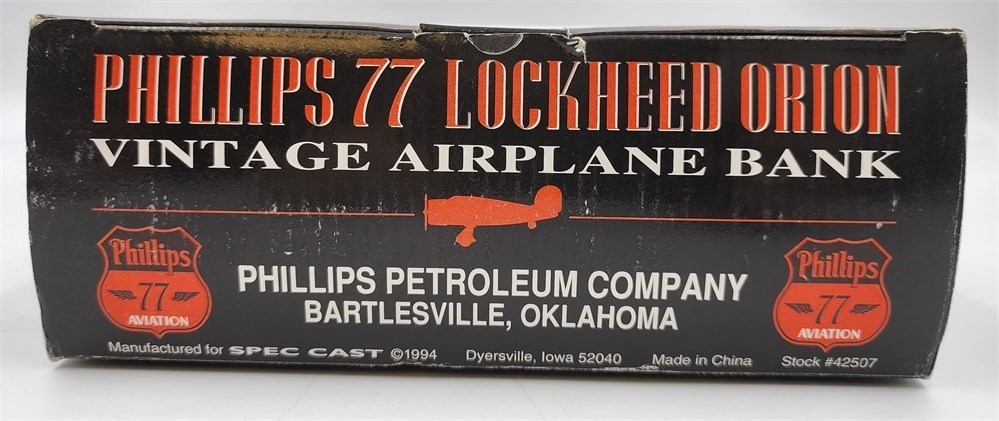 PHILLIPS 77 LOCKHEED ORION
VINTAGE AIRPLANE BANK
Phillips
77
AVIATION
PHILLIPS PETROLEUM COMPANY
BARTLESVILLE, OKLAHOMA
Phillips
77
AVIATION
Manufactured for SPEC CAST ©1994 Dyersville, Iowa 52040 Made in China Stock #42507